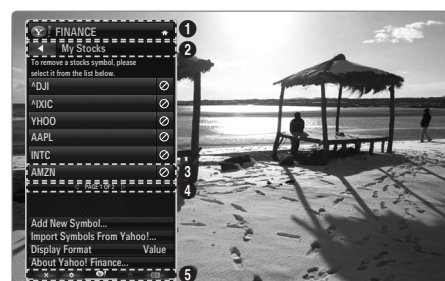 FINANCE
1
My Stocks
2
To remove a stocks symbol, please
select it from the list below.
^DJI
^IXIC
YHOO
AAPL
INTC
AMZN
3
◁ PAGE 1 OF 2 ▷
4
Add New Symbol...
Import Symbols From Yahoo!...
Display Format Value
About Yahoo! Finance...
5